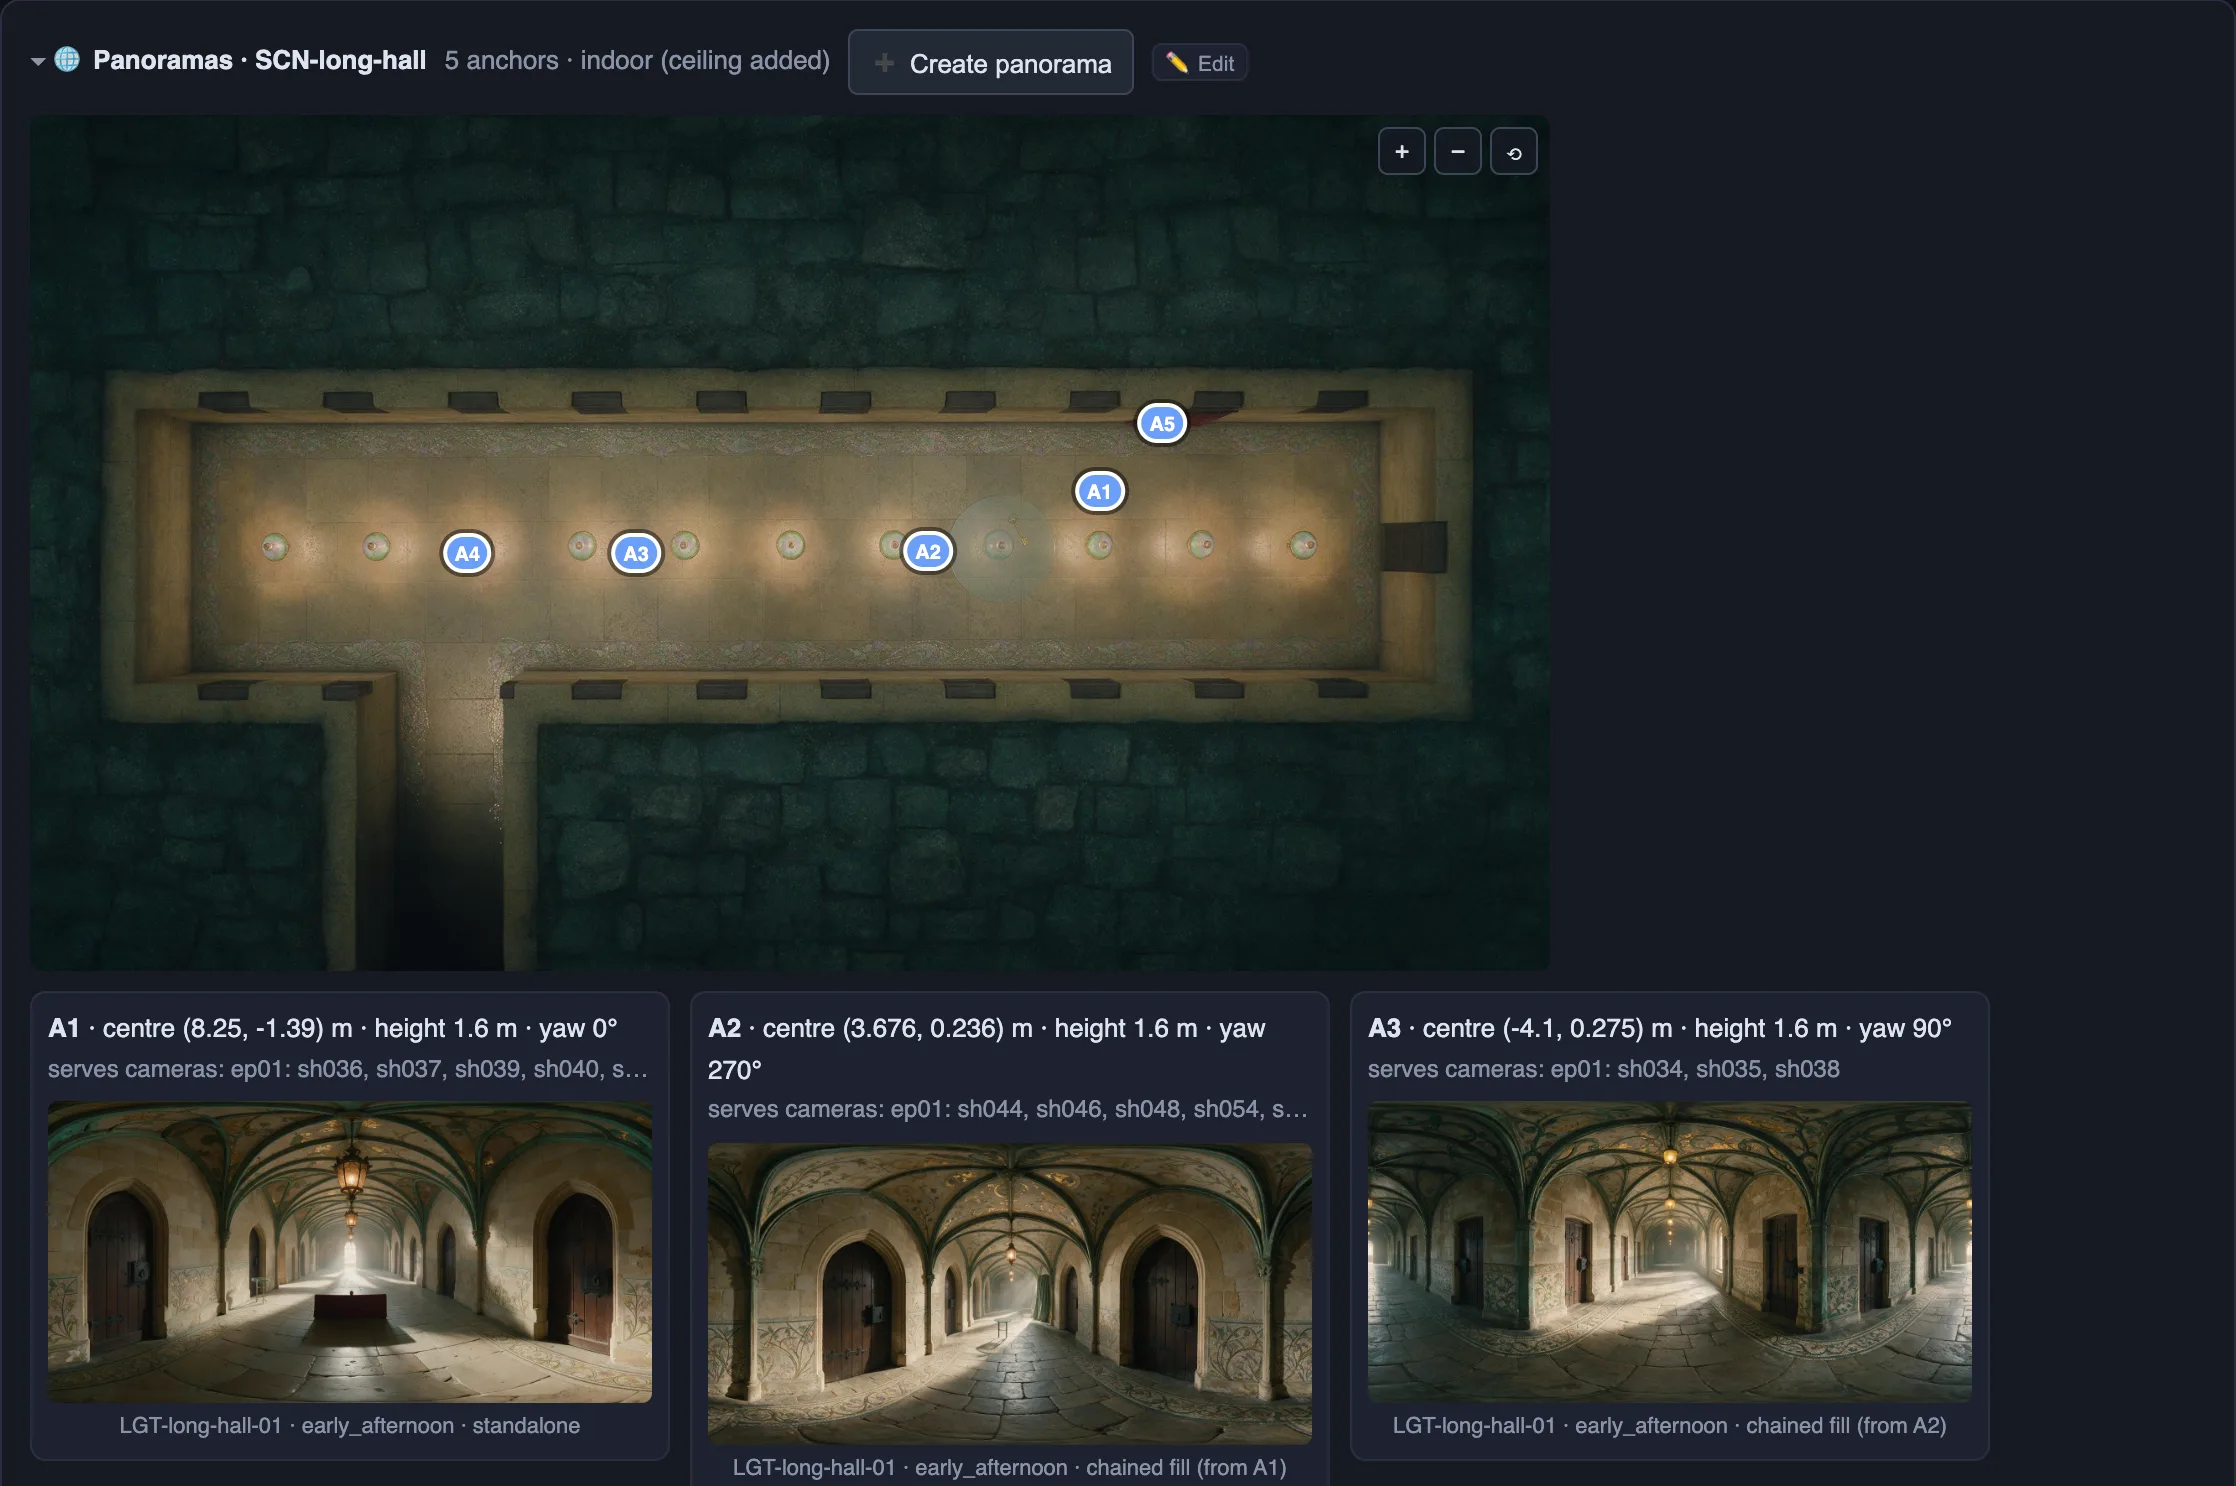 Panoramas · SCN-long-hall 5 anchors · indoor (ceiling added) + Create panorama Edit
+ −
A5
A1
A4 A3 A2
A1 · centre (8.25, -1.39) m · height 1.6 m · yaw 0°
serves cameras: ep01: sh036, sh037, sh039, sh040, s…
LGT-long-hall-01 · early_afternoon · standalone
A2 · centre (3.676, 0.236) m · height 1.6 m · yaw
270°
serves cameras: ep01: sh044, sh046, sh048, sh054, s…
LGT-long-hall-01 · early_afternoon · chained fill (from A1)
A3 · centre (-4.1, 0.275) m · height 1.6 m · yaw 90°
serves cameras: ep01: sh034, sh035, sh038
LGT-long-hall-01 · early_afternoon · chained fill (from A2)